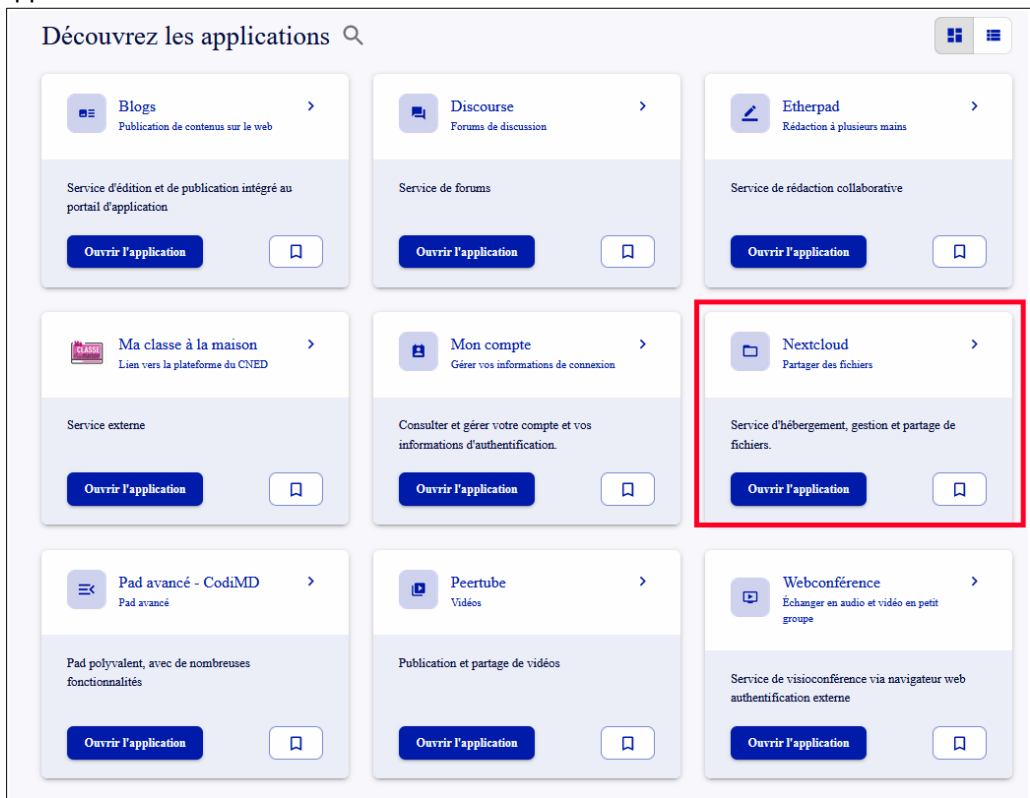 Découvrez les applications
Blogs
Publication de contenus sur le web
Service d'édition et de publication intégré au
portail d'application
Ouvrir l'application
Discourse
Forums de discussion
Service de forums
Ouvrir l'application
Etherpad
Rédaction à plusieurs mains
Service de rédaction collaborative
Ouvrir l'application
CLASSE
Ma classe à la maison
Lien vers la plateforme du CNED
Service externe
Ouvrir l'application
Mon compte
Gérer vos informations de connexion
Consulter et gérer votre compte et vos
informations d'authentification.
Ouvrir l'application
Nextcloud
Partager des fichiers
Service d'hébergement, gestion et partage de
fichiers.
Ouvrir l'application
Pad avancé - CodiMD
Pad avancé
Pad polyvalent, avec de nombreuses
fonctionnalités
Ouvrir l'application
Peertube
Vidéos
Publication et partage de vidéos
Ouvrir l'application
Webconférence
Échanger en audio et vidéo en petit
groupe
Service de visioconférence via navigateur web
authentification externe
Ouvrir l'application